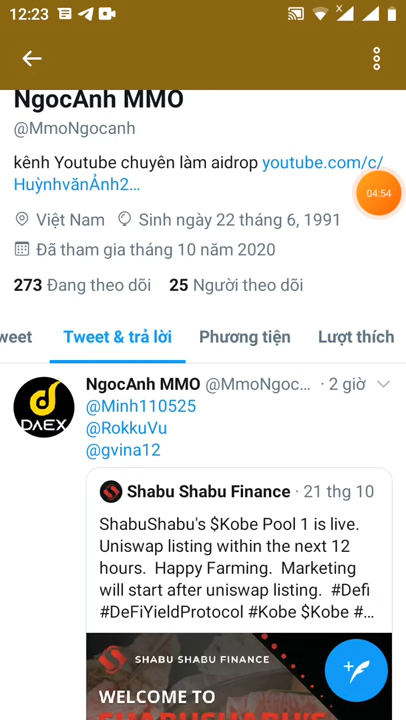 12:23
NgocAnh MMO
@MmoNgocanh
kênh Youtube chuyên làm aidrop youtube.com/c/
HuỳnhvănẢnh2…
04:54
Việt Nam Sinh ngày 22 tháng 6, 1991
Đã tham gia tháng 10 năm 2020
273 Đang theo dõi 25 Người theo dõi
weet Tweet & trả lời Phương tiện Lượt thích
NgocAnh MMO @MmoNgoc… · 2 giờ
DAEX
@Minh110525
@RokkuVu
@gvina12
Shabu Shabu Finance · 21 thg 10
ShabuShabu's $Kobe Pool 1 is live.
Uniswap listing within the next 12
hours. Happy Farming. Marketing
will start after uniswap listing. #Defi
#DeFiYieldProtocol #Kobe $Kobe #…
SHABU SHABU FINANCE
WELCOME TO